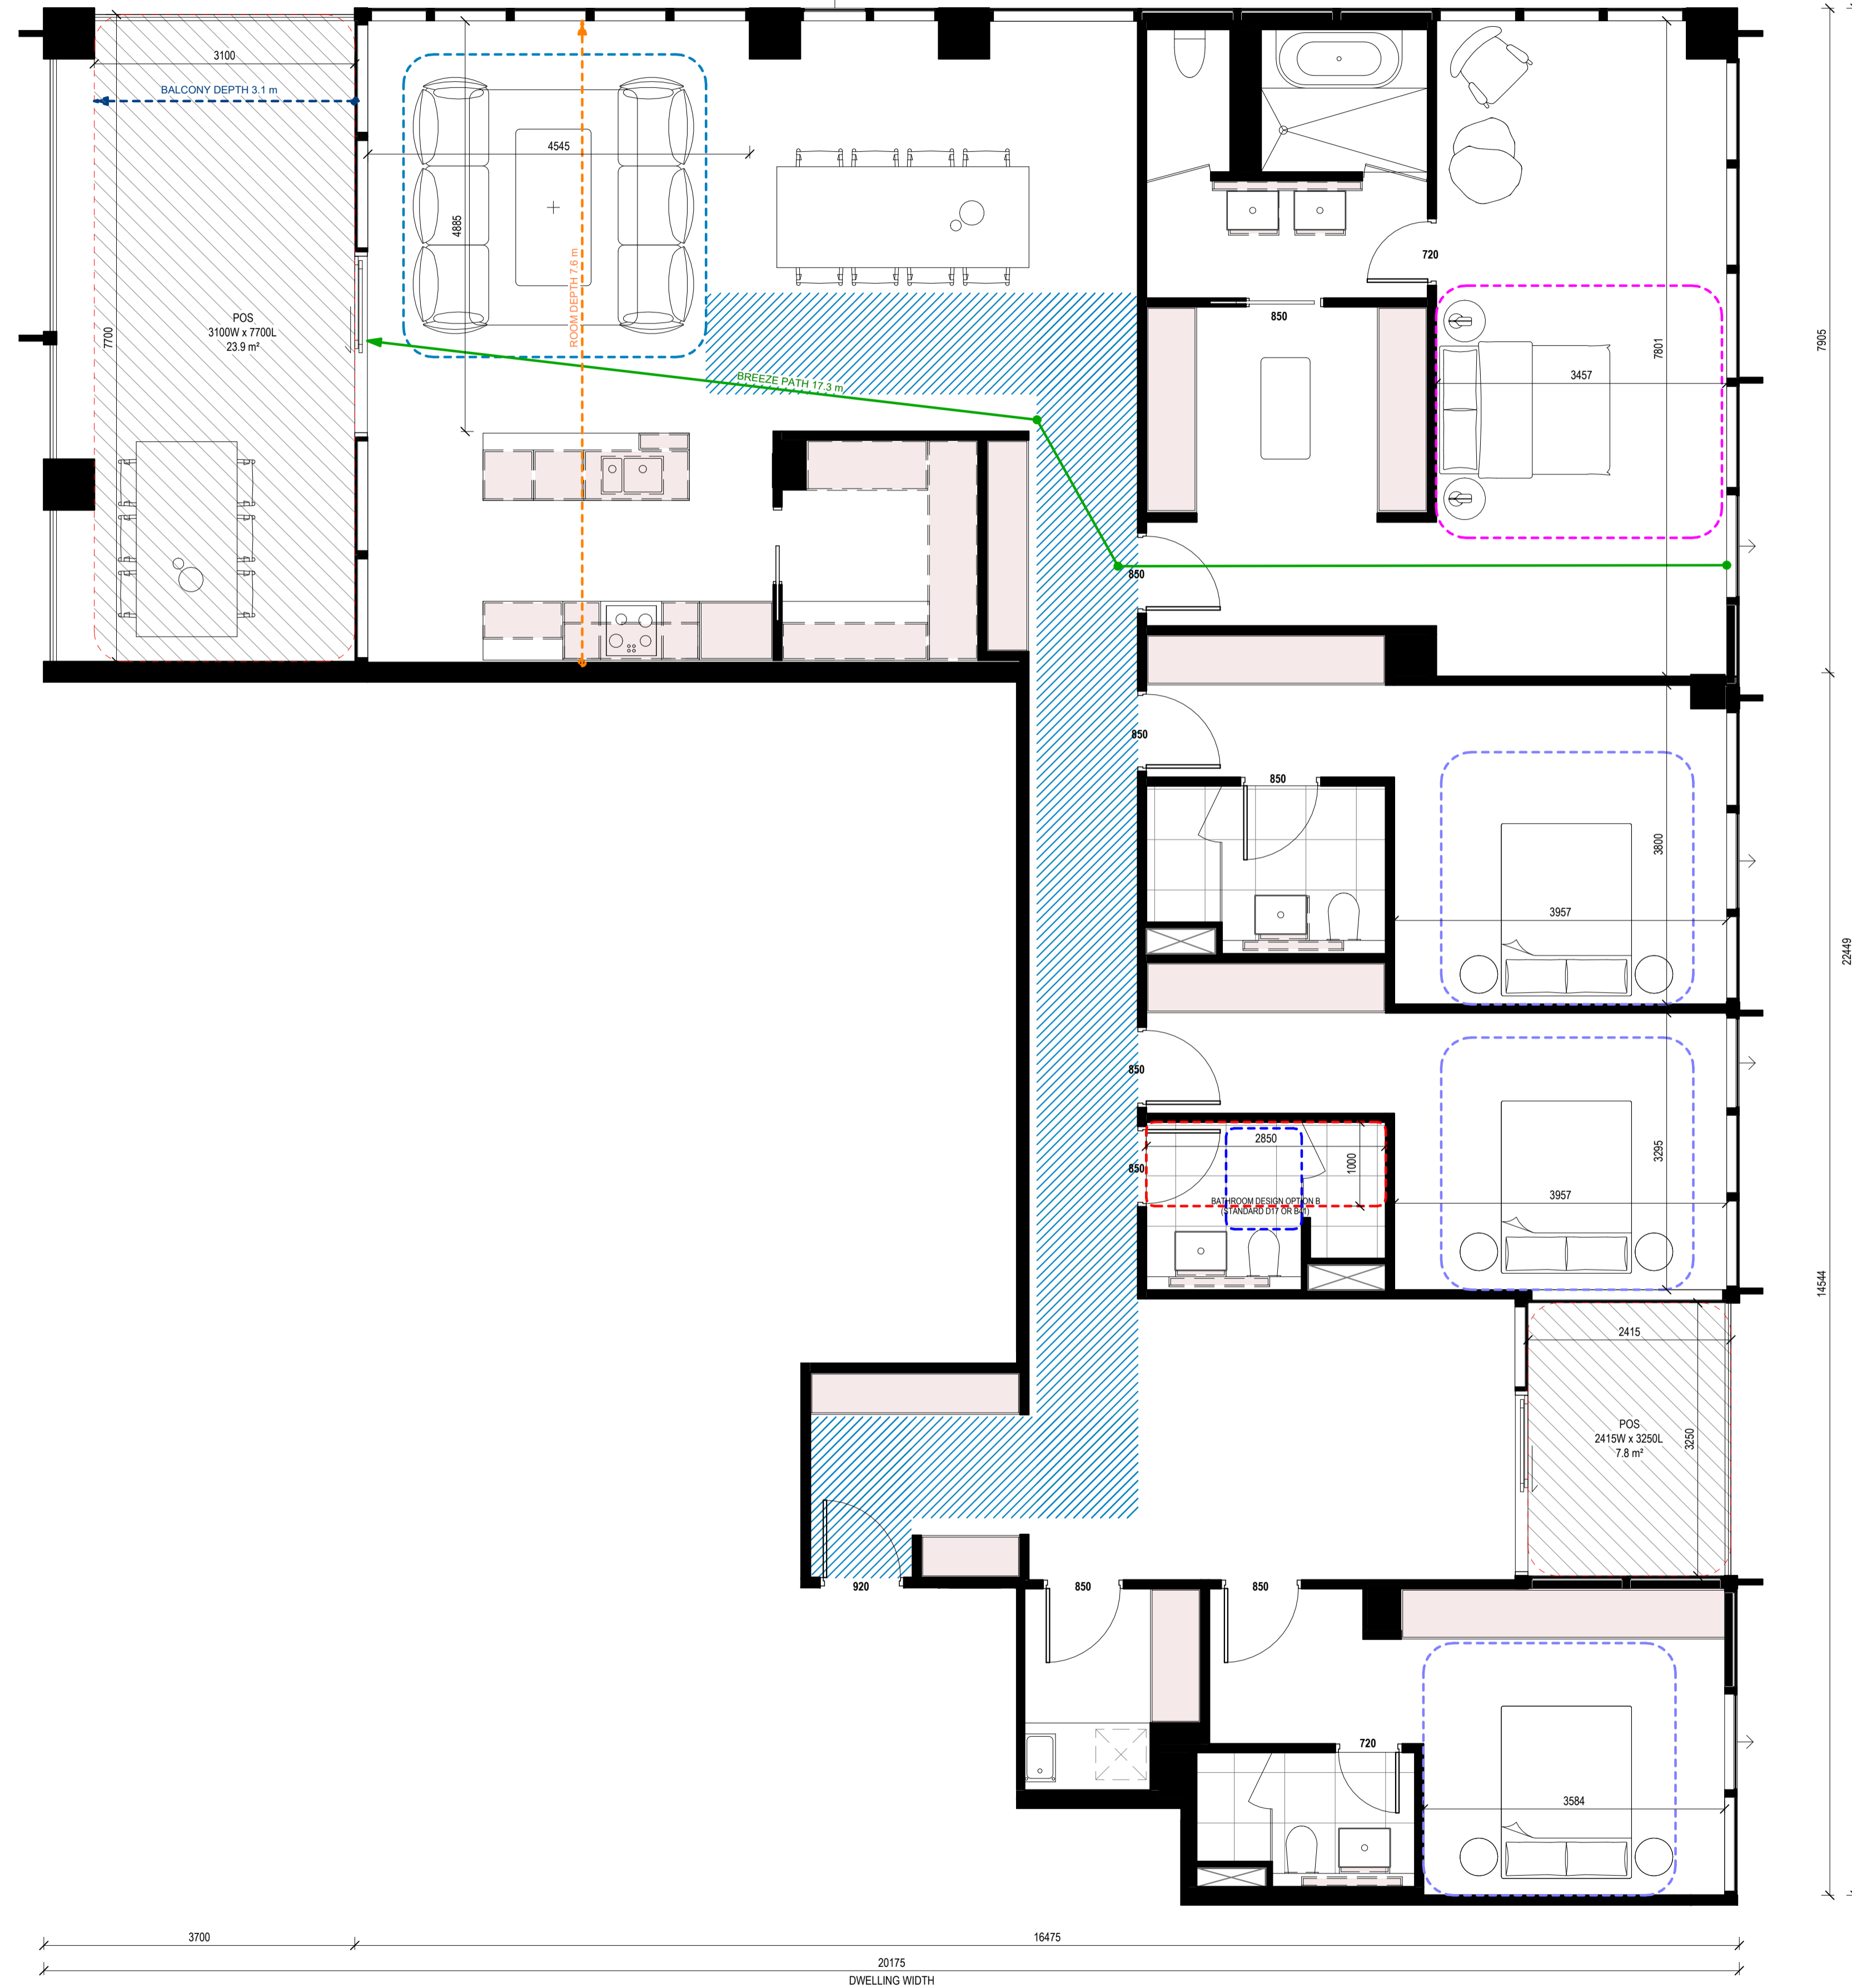 3100
BALCONY DEPTH 3.1 m
4545
4885
ROOM DEPTH 7.6 m
7700
POS
3100W x 7700L
23.9 m²
BREEZE PATH 17.3 m
720
850
7801
3457
7905
850
850
850
3800
3957
22449
850
850
2850
1000
BATHROOM DESIGN OPTION B
(STANDARD D17 OR B41)
3295
3957
14544
2415
POS
2415W x 3250L
7.8 m²
3250
920
850
850
720
3584
3700
16475
20175
DWELLING WIDTH